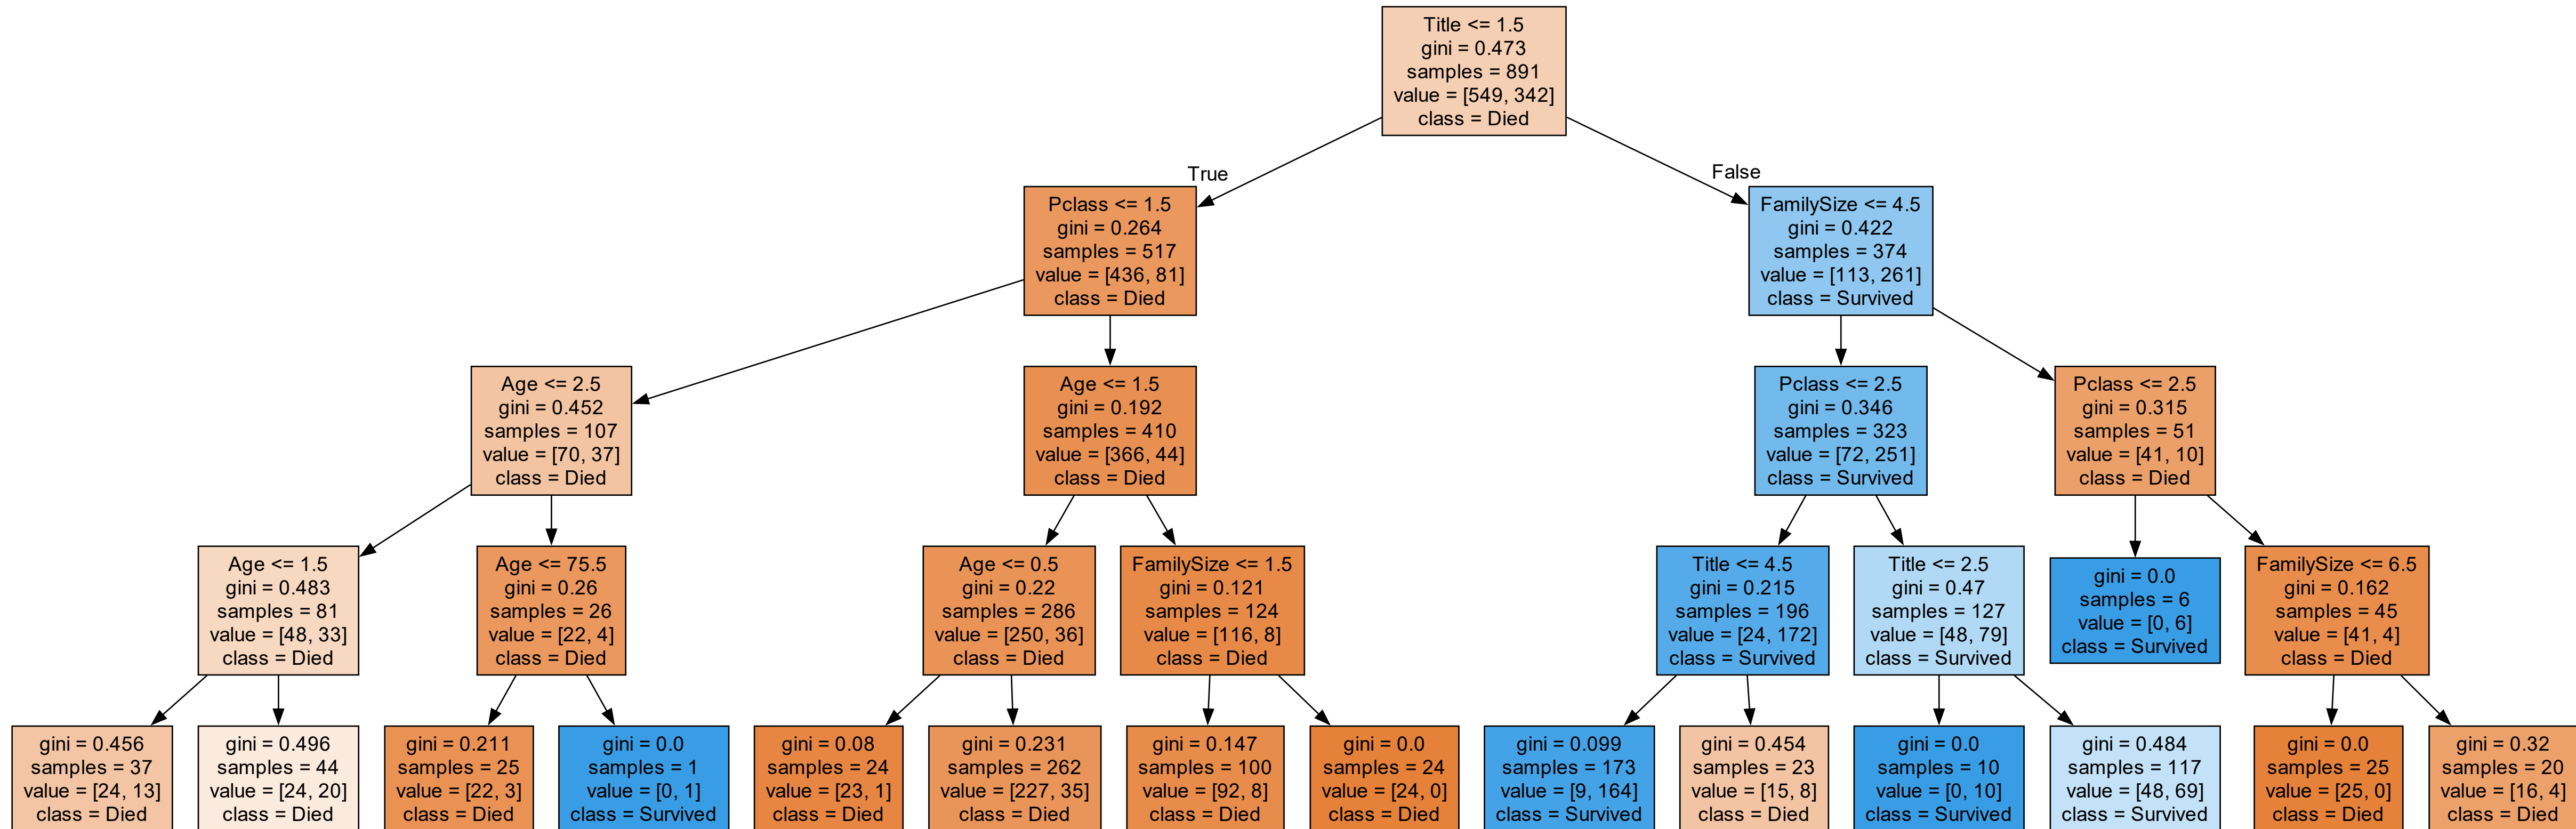 Title <= 1.5
gini = 0.473
samples = 891
value = [549, 342]
class = Died
True
False
Pclass <= 1.5
gini = 0.264
samples = 517
value = [436, 81]
class = Died
FamilySize <= 4.5
gini = 0.422
samples = 374
value = [113, 261]
class = Survived
Age <= 2.5
gini = 0.452
samples = 107
value = [70, 37]
class = Died
Age <= 1.5
gini = 0.192
samples = 410
value = [366, 44]
class = Died
Pclass <= 2.5
gini = 0.346
samples = 323
value = [72, 251]
class = Survived
Pclass <= 2.5
gini = 0.315
samples = 51
value = [41, 10]
class = Died
Age <= 1.5
gini = 0.483
samples = 81
value = [48, 33]
class = Died
Age <= 75.5
gini = 0.26
samples = 26
value = [22, 4]
class = Died
Age <= 0.5
gini = 0.22
samples = 286
value = [250, 36]
class = Died
FamilySize <= 1.5
gini = 0.121
samples = 124
value = [116, 8]
class = Died
Title <= 4.5
gini = 0.215
samples = 196
value = [24, 172]
class = Survived
Title <= 2.5
gini = 0.47
samples = 127
value = [48, 79]
class = Survived
gini = 0.0
samples = 6
value = [0, 6]
class = Survived
FamilySize <= 6.5
gini = 0.162
samples = 45
value = [41, 4]
class = Died
gini = 0.456
samples = 37
value = [24, 13]
class = Died
gini = 0.496
samples = 44
value = [24, 20]
class = Died
gini = 0.211
samples = 25
value = [22, 3]
class = Died
gini = 0.0
samples = 1
value = [0, 1]
class = Survived
gini = 0.08
samples = 24
value = [23, 1]
class = Died
gini = 0.231
samples = 262
value = [227, 35]
class = Died
gini = 0.147
samples = 100
value = [92, 8]
class = Died
gini = 0.0
samples = 24
value = [24, 0]
class = Died
gini = 0.099
samples = 173
value = [9, 164]
class = Survived
gini = 0.454
samples = 23
value = [15, 8]
class = Died
gini = 0.0
samples = 10
value = [0, 10]
class = Survived
gini = 0.484
samples = 117
value = [48, 69]
class = Survived
gini = 0.0
samples = 25
value = [25, 0]
class = Died
gini = 0.32
samples = 20
value = [16, 4]
class = Died